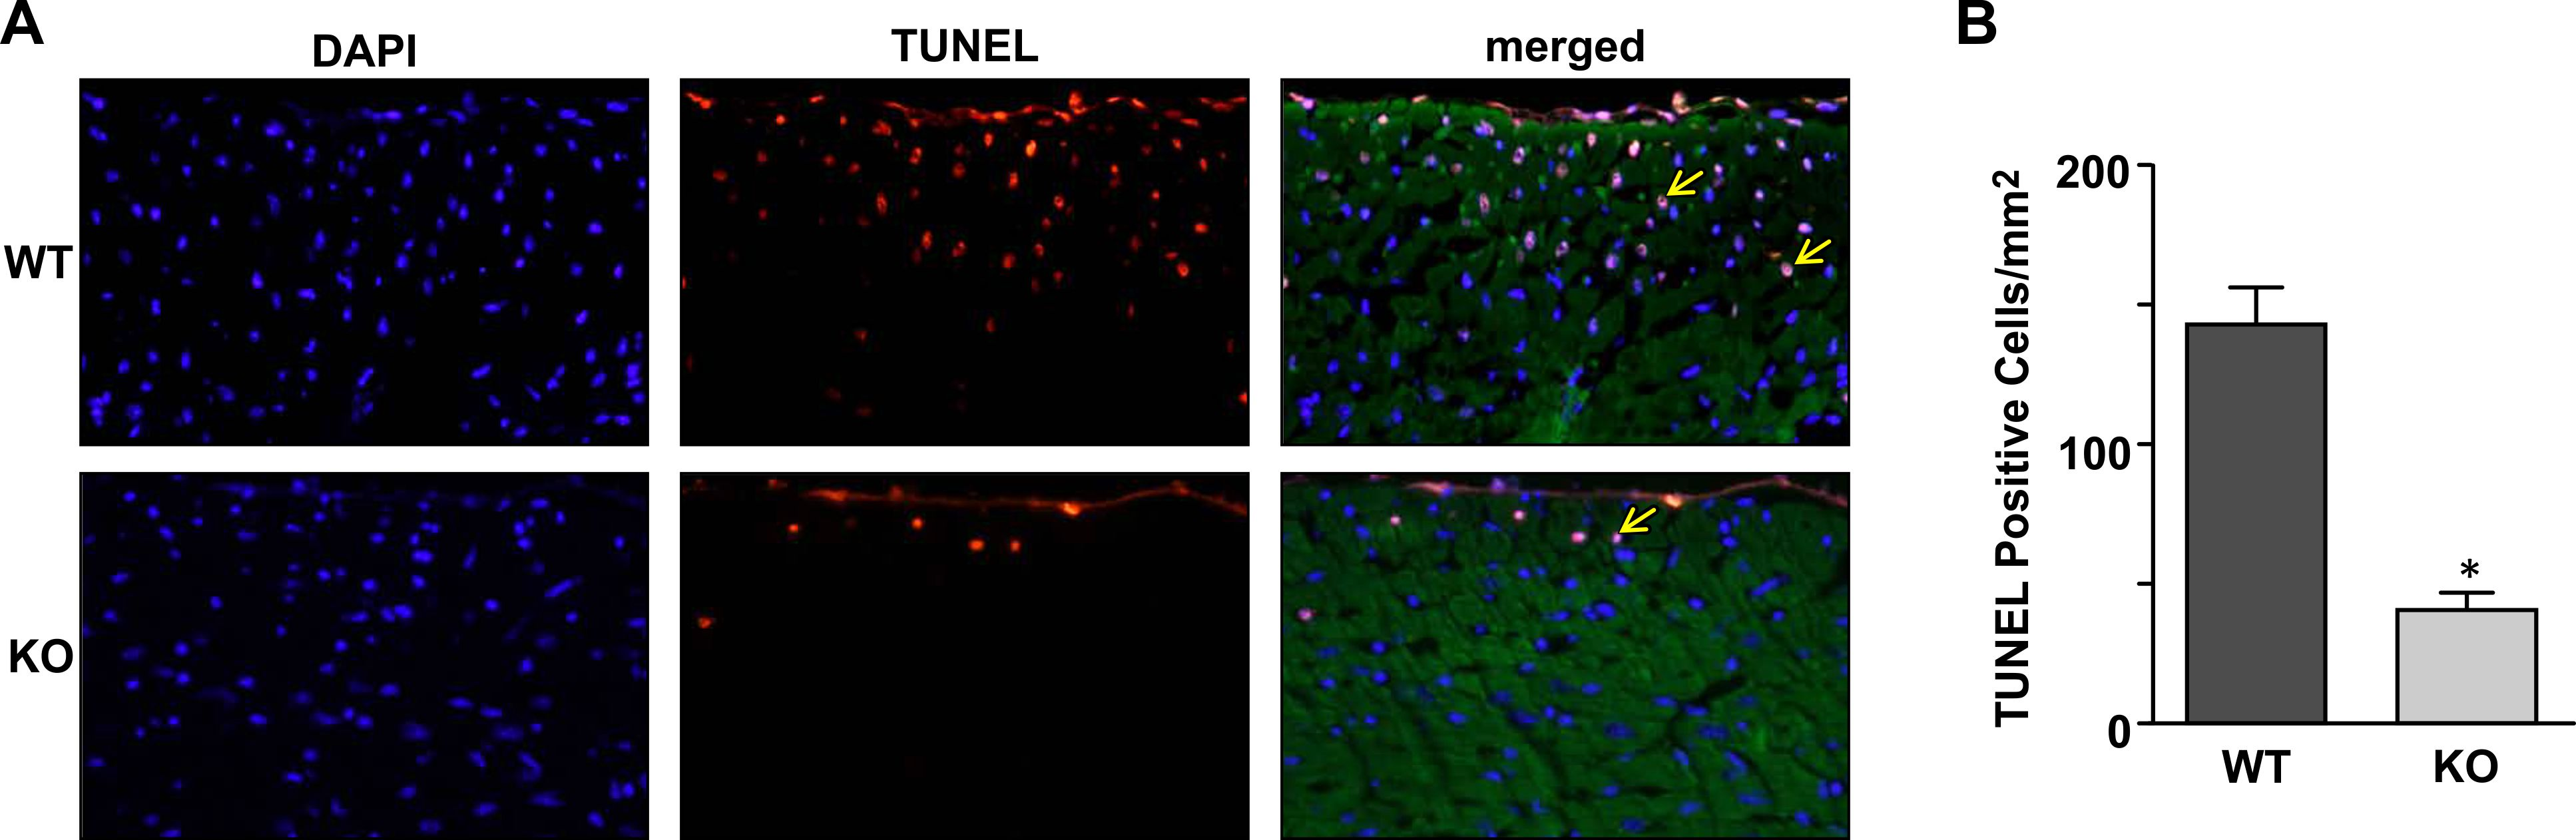 A
DAPI
TUNEL
merged
WT
KO
B
TUNEL Positive Cells/mm2
200
100
0
*
WT
KO